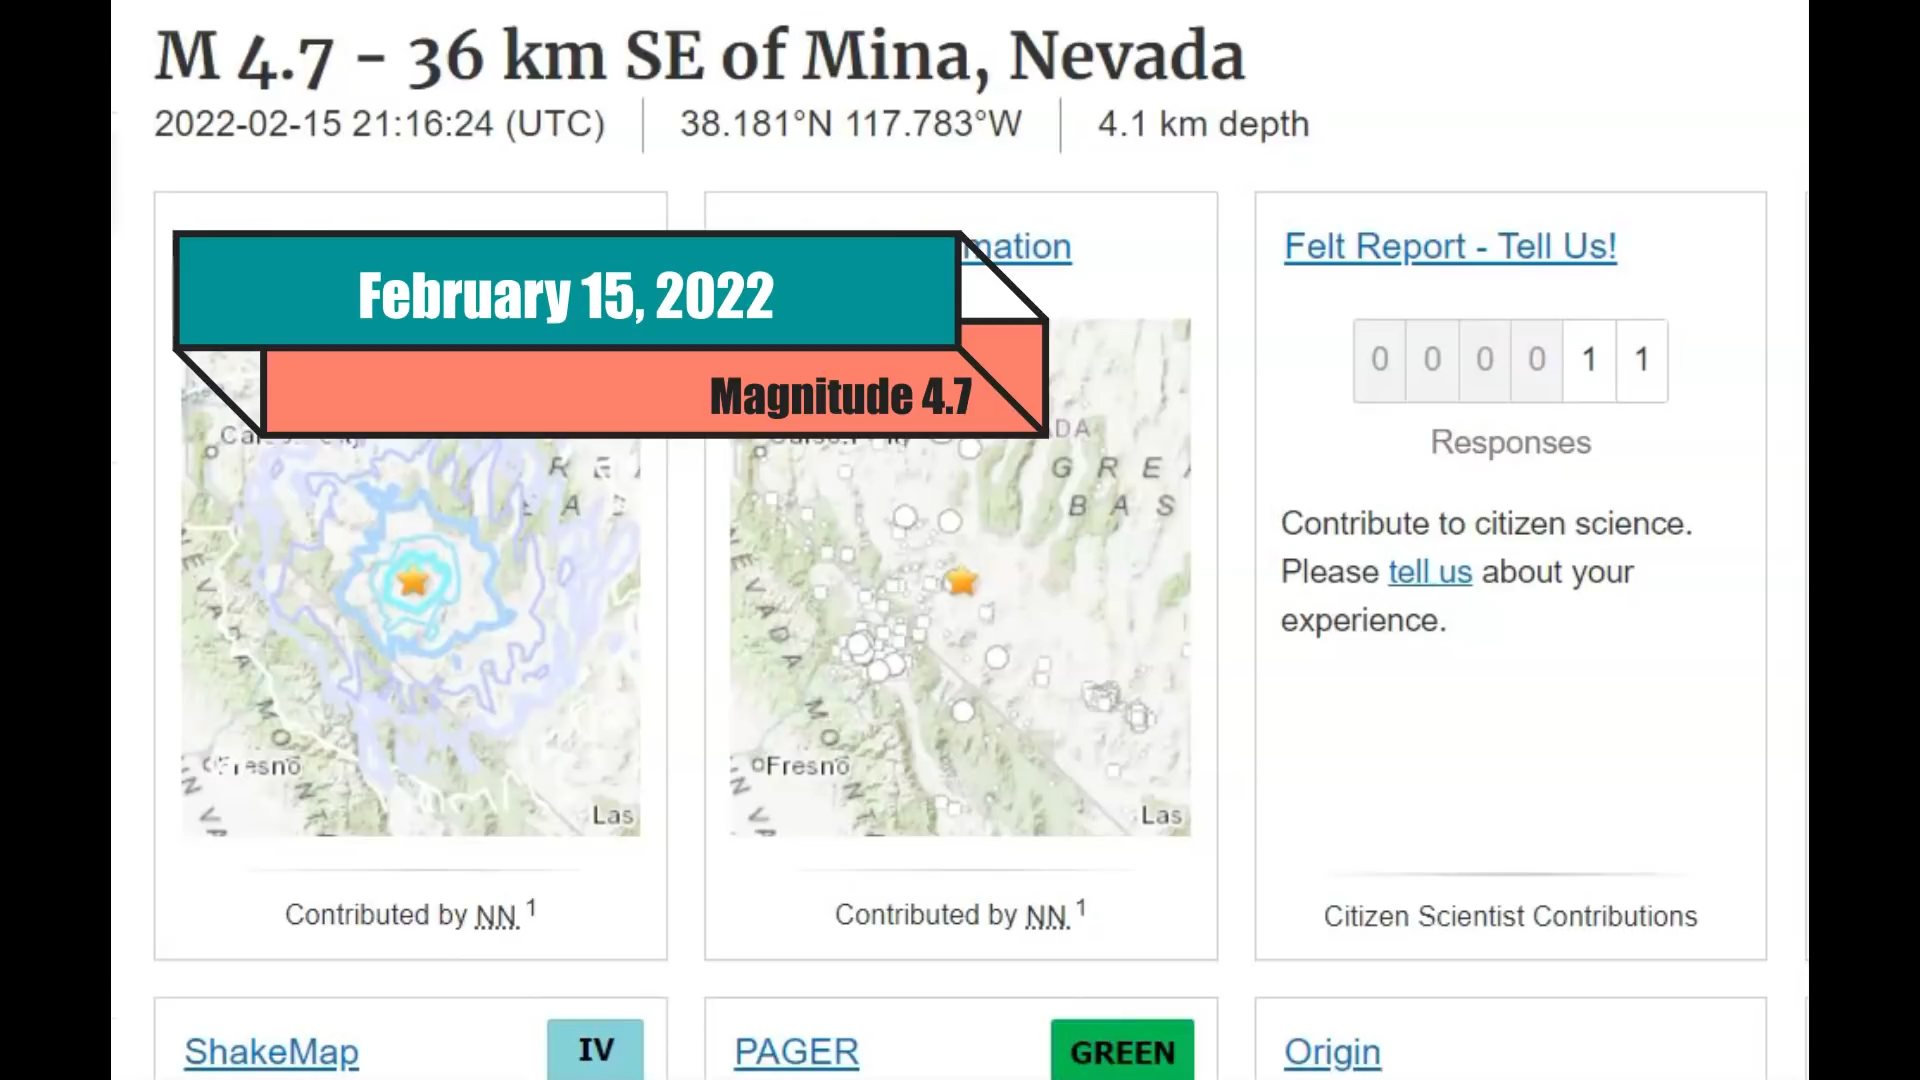 M 4.7 - 36 km SE of Mina, Nevada
2022-02-15 21:16:24 (UTC)
38.181°N 117.783°W
4.1 km depth
February 15, 2022
Magnitude 4.7
mation
Felt Report - Tell Us!
0 0 0 0 1 1
Responses
Contribute to citizen science.
Please tell us about your
experience.
Fresno
Las
G R E
B A S
NEVADA
Fresno
Las
Contributed by NN 1
Contributed by NN 1
Citizen Scientist Contributions
ShakeMap
IV
PAGER
GREEN
Origin